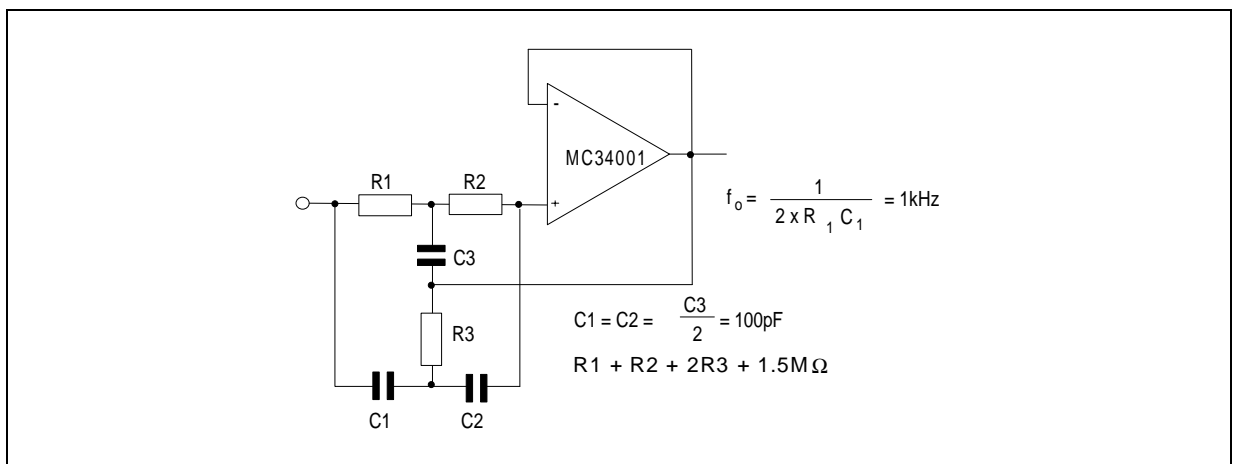 -
MC34001
+
R1
R2
C3
R3
C1
C2
f o = 1 / 2 x R 1 C 1 = 1kHz
C1 = C2 = C3 / 2 = 100pF
R1 + R2 + 2R3 + 1.5MΩ